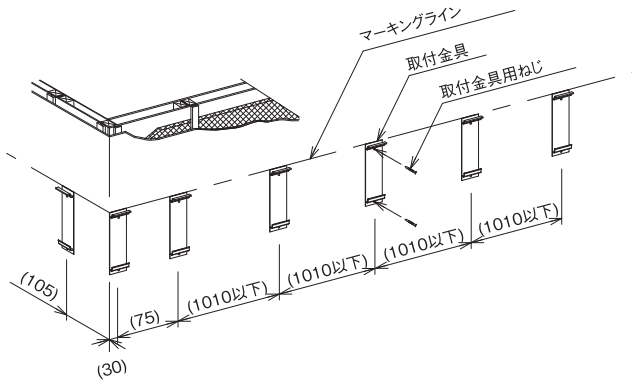 マーキングライン
取付金具
取付金具用ねじ
(1010以下)
(1010以下)
(1010以下)
(1010以下)
(75)
(105)
(30)